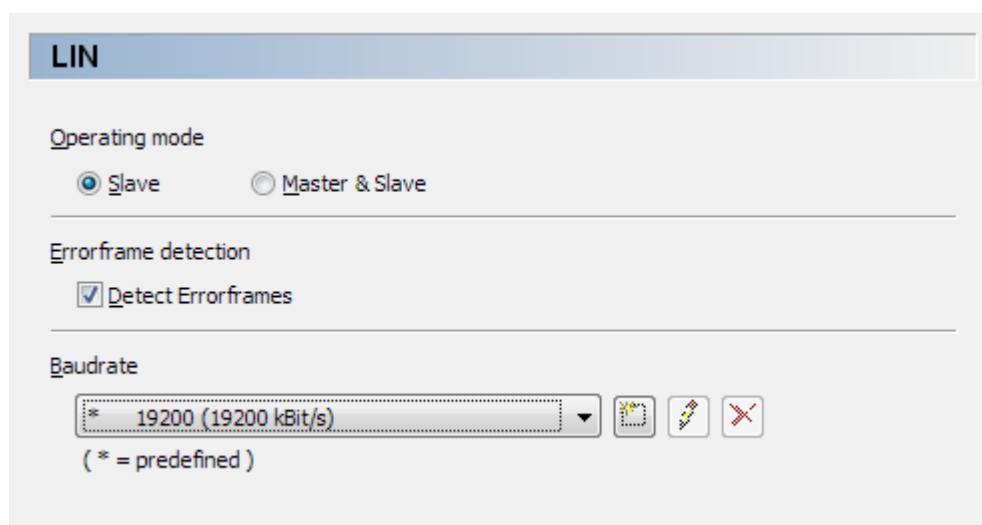 LIN
Operating mode
Slave Master & Slave
Errorframe detection
Detect Errorframes
Baudrate
* 19200 (19200 kBit/s)
( * = predefined )